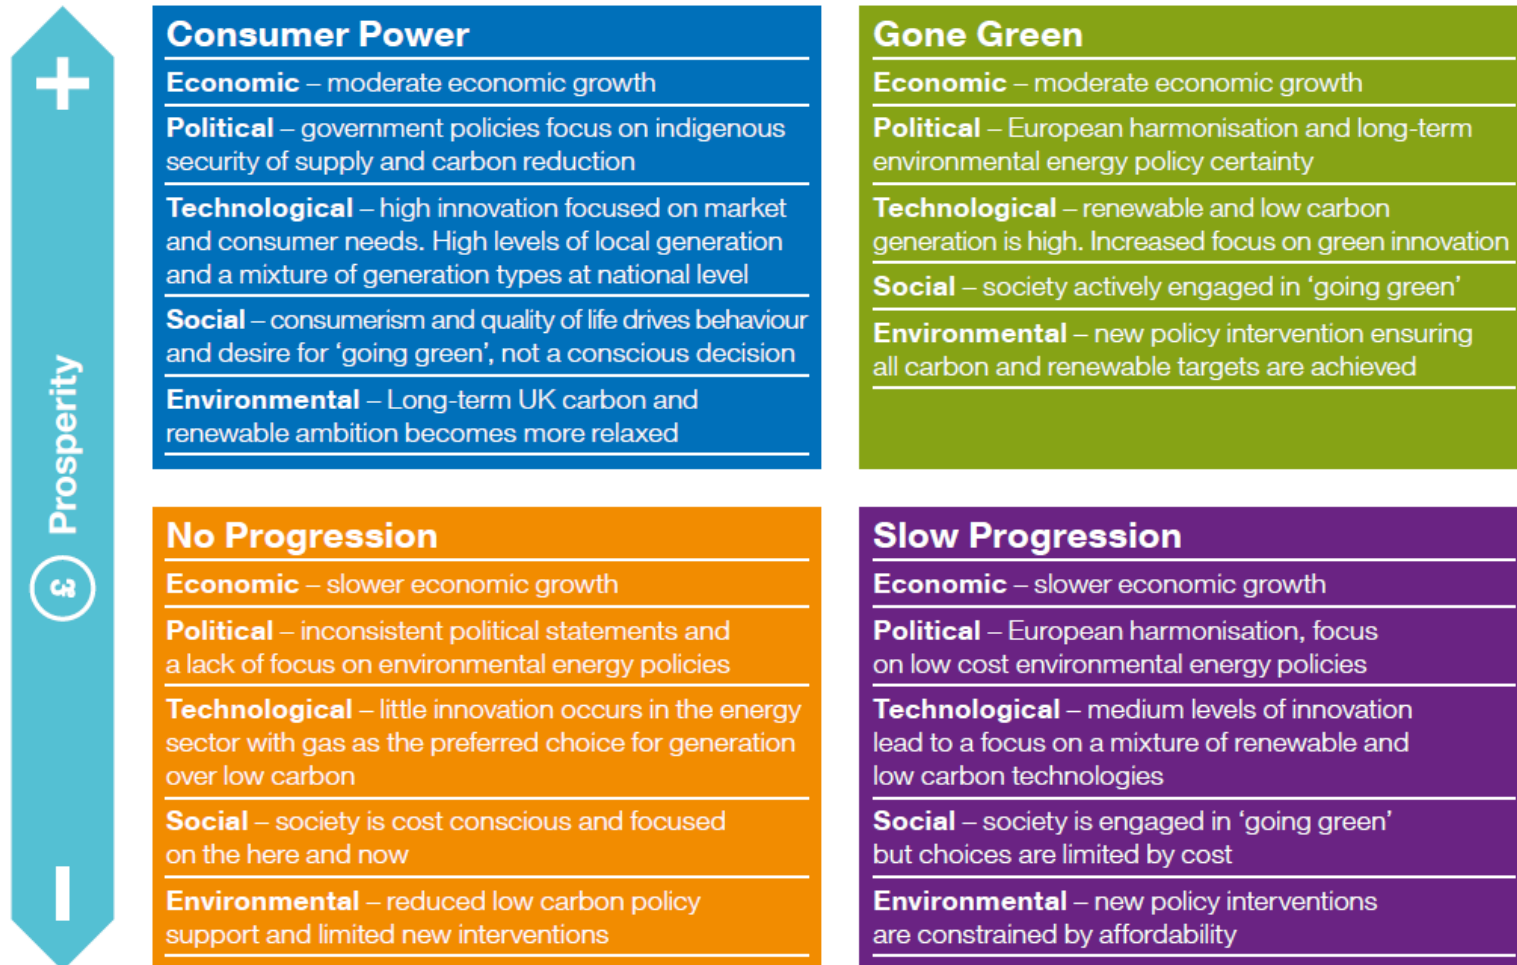 +
Prosperity
£
–
Consumer Power
Economic – moderate economic growth
Political – government policies focus on indigenous
security of supply and carbon reduction
Technological – high innovation focused on market
and consumer needs. High levels of local generation
and a mixture of generation types at national level
Social – consumerism and quality of life drives behaviour
and desire for ‘going green’, not a conscious decision
Environmental – Long-term UK carbon and
renewable ambition becomes more relaxed
Gone Green
Economic – moderate economic growth
Political – European harmonisation and long-term
environmental energy policy certainty
Technological – renewable and low carbon
generation is high. Increased focus on green innovation
Social – society actively engaged in ‘going green’
Environmental – new policy intervention ensuring
all carbon and renewable targets are achieved
No Progression
Economic – slower economic growth
Political – inconsistent political statements and
a lack of focus on environmental energy policies
Technological – little innovation occurs in the energy
sector with gas as the preferred choice for generation
over low carbon
Social – society is cost conscious and focused
on the here and now
Environmental – reduced low carbon policy
support and limited new interventions
Slow Progression
Economic – slower economic growth
Political – European harmonisation, focus
on low cost environmental energy policies
Technological – medium levels of innovation
lead to a focus on a mixture of renewable and
low carbon technologies
Social – society is engaged in ‘going green’
but choices are limited by cost
Environmental – new policy interventions
are constrained by affordability